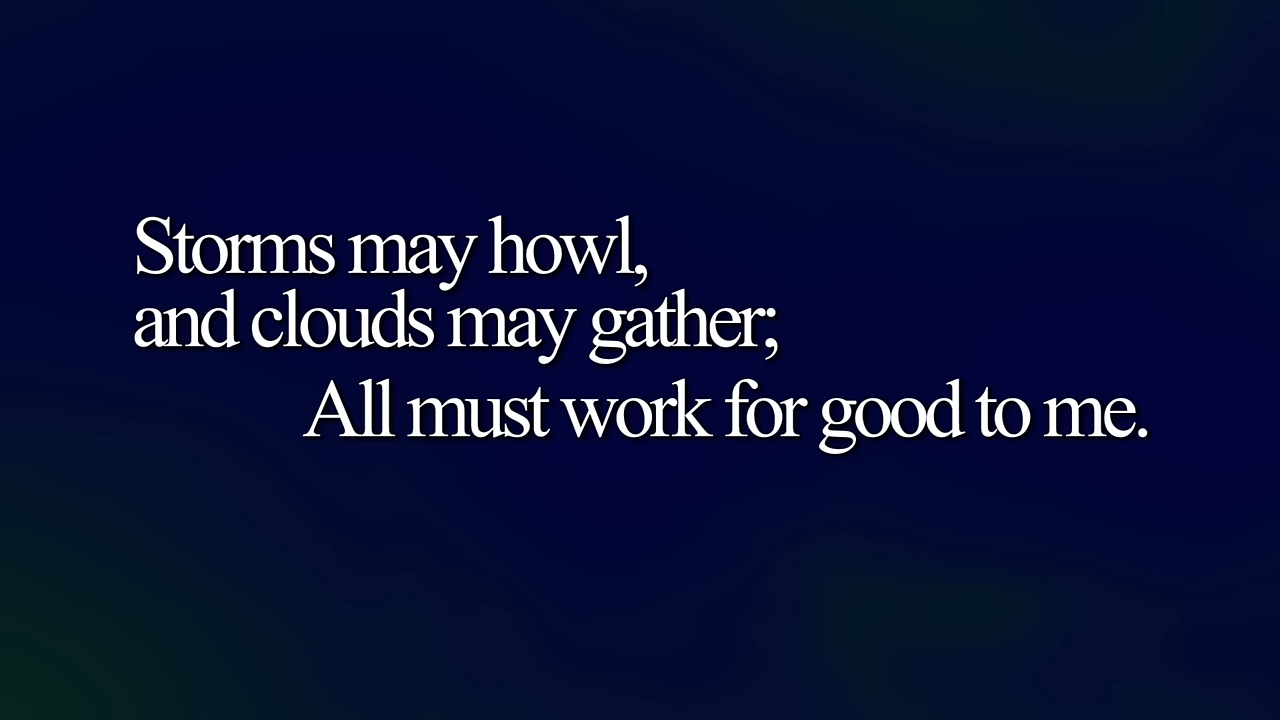 Storms may howl,
and clouds may gather;
All must work for good to me.